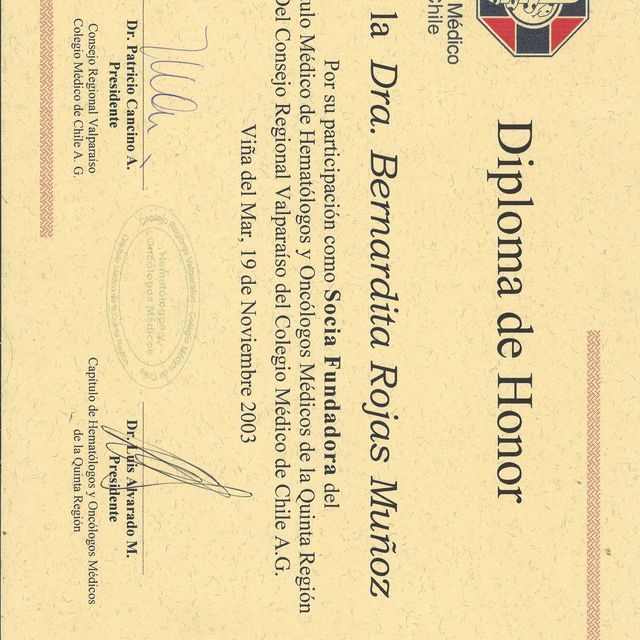 Médico
chile
Diploma de Honor
la Dra. Bernardita Rojas Muñoz
Por su participación como Socia Fundadora del
ulo Médico de Hematólogos y Oncólogos Médicos de la Quinta Región
Del Consejo Regional Valparaíso del Colegio Médico de Chile A.G.
Viña del Mar, 19 de Noviembre 2003
Dr. Patricio Cancino A.
Presidente
Consejo Regional Valparaíso
Colegio Médico de Chile A. G.
Hematólogos y
Oncólogos Médicos
Dr. Luis Alvarado M.
Presidente
Capítulo de Hematólogos y Oncólogos Médicos
de la Quinta Región